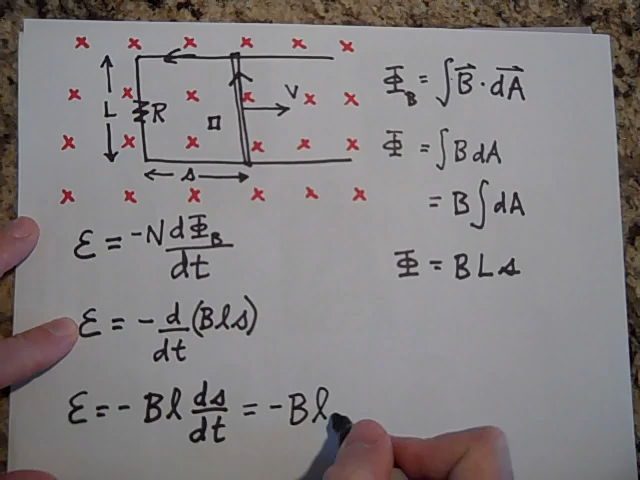 L
R
V
s
Φ_B = ∫B⃗ · dA⃗
Φ = ∫B dA
= B∫dA
Φ = BLs
ε = -N dΦ_B/dt
ε = - d/dt (Bls)
ε = - Bl ds/dt = - Bl